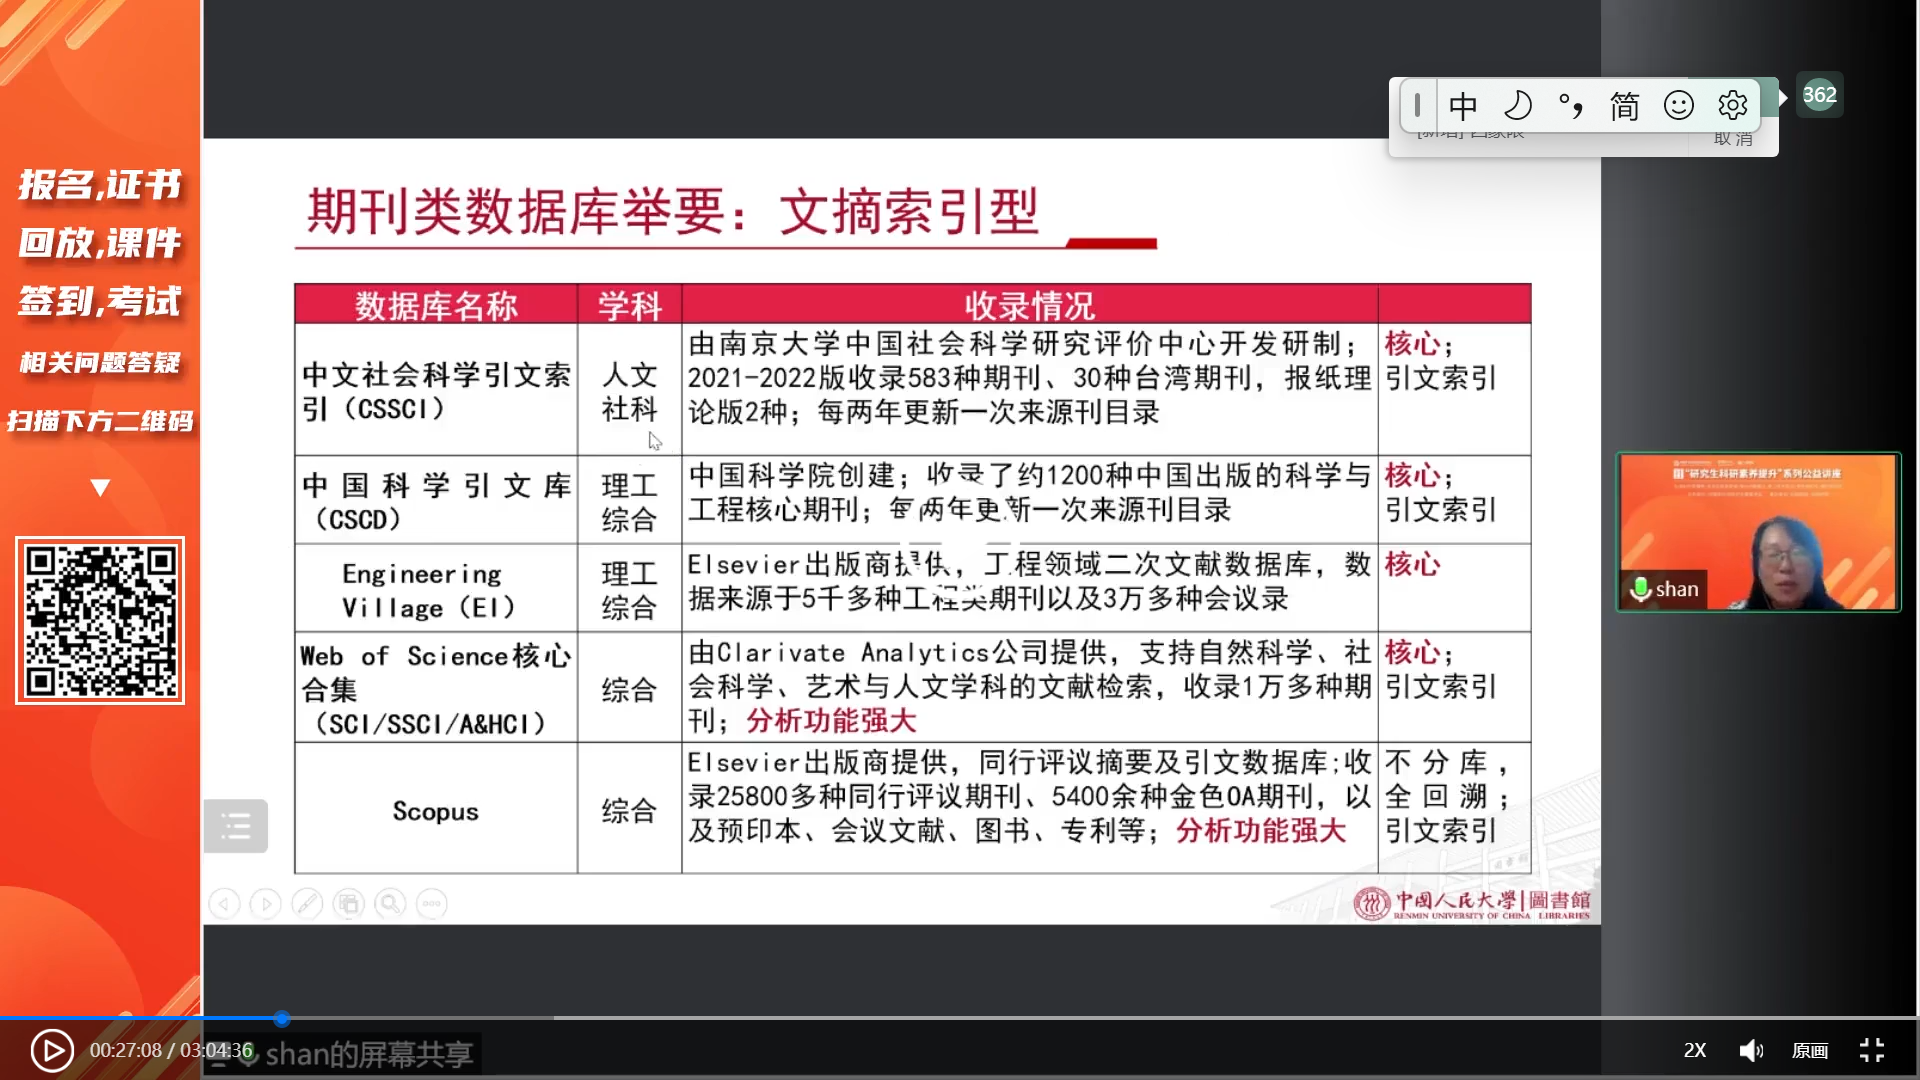 报名,证书
回放,课件
签到,考试
相关问题答疑
扫描下方二维码
中 简
362
取消
期刊类数据库举要：文摘索引型
数据库名称 学科 收录情况
中文社会科学引文索
引（CSSCI）
人文
社科
由南京大学中国社会科学研究评价中心开发研制；
2021-2022版收录583种期刊、30种台湾期刊，报纸理
论版2种；每两年更新一次来源刊目录
核心；
引文索引
中国科学引文库
（CSCD）
理工
综合
中国科学院创建；收录了约1200种中国出版的科学与
工程核心期刊；每两年更新一次来源刊目录
核心；
引文索引
Engineering
Village（EI）
理工
综合
Elsevier出版商提供，工程领域二次文献数据库，数
据来源于5千多种工程类期刊以及3万多种会议录
核心
Web of Science核心
合集
（SCI/SSCI/A&HCI）
综合
由Clarivate Analytics公司提供，支持自然科学、社
会科学、艺术与人文学科的文献检索，收录1万多种期
刊；分析功能强大
核心；
引文索引
Scopus
综合
Elsevier出版商提供，同行评议摘要及引文数据库;收
录25800多种同行评议期刊、5400余种金色OA期刊，以
及预印本、会议文献、图书、专利等；分析功能强大
不分库，
全回溯；
引文索引
中国人民大学|圖書館
RENMIN UNIVERSITY OF CHINA LIBRARIES
“研究生科研素养提升”系列公益讲座
shan
00:27:08 / 03:04:36
shan的屏幕共享
2X
原画